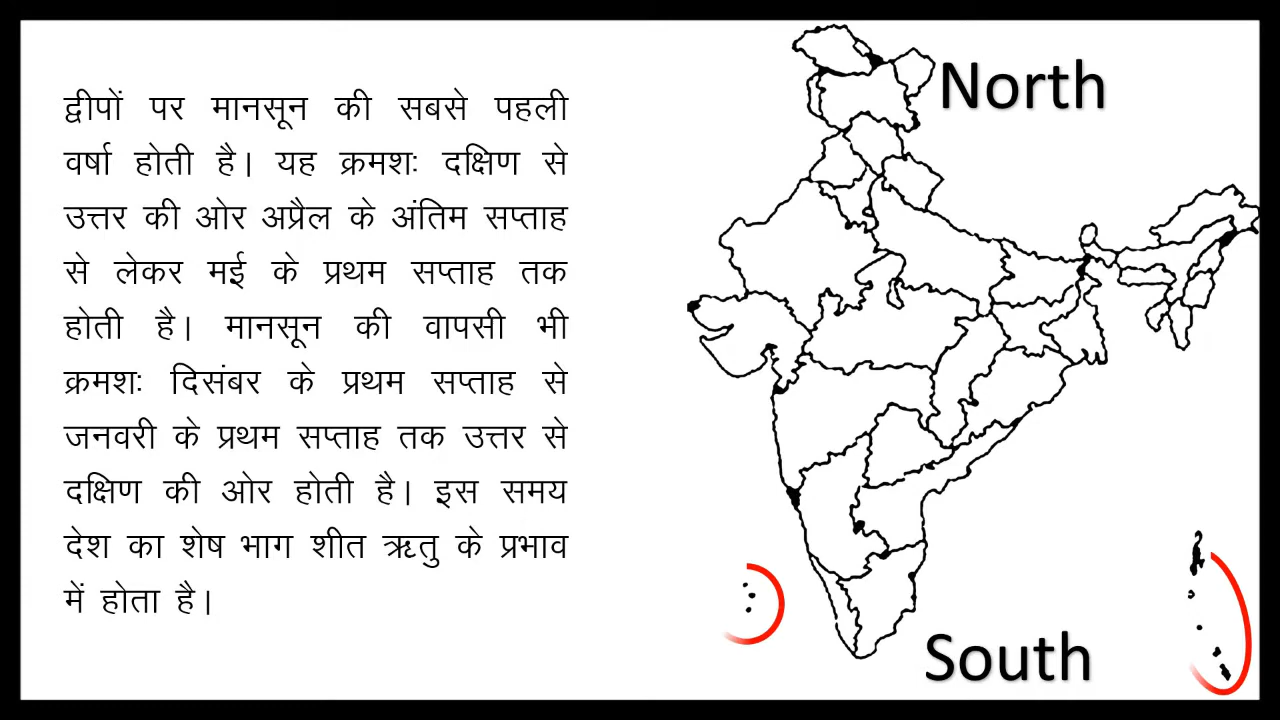 द्वीपों पर मानसून की सबसे पहली
वर्षा होती है। यह क्रमशः दक्षिण से
उत्तर की ओर अप्रैल के अंतिम सप्ताह
से लेकर मई के प्रथम सप्ताह तक
होती है। मानसून की वापसी भी
क्रमशः दिसंबर के प्रथम सप्ताह से
जनवरी के प्रथम सप्ताह तक उत्तर से
दक्षिण की ओर होती है। इस समय
देश का शेष भाग शीत ऋतु के प्रभाव
में होता है।
North
South